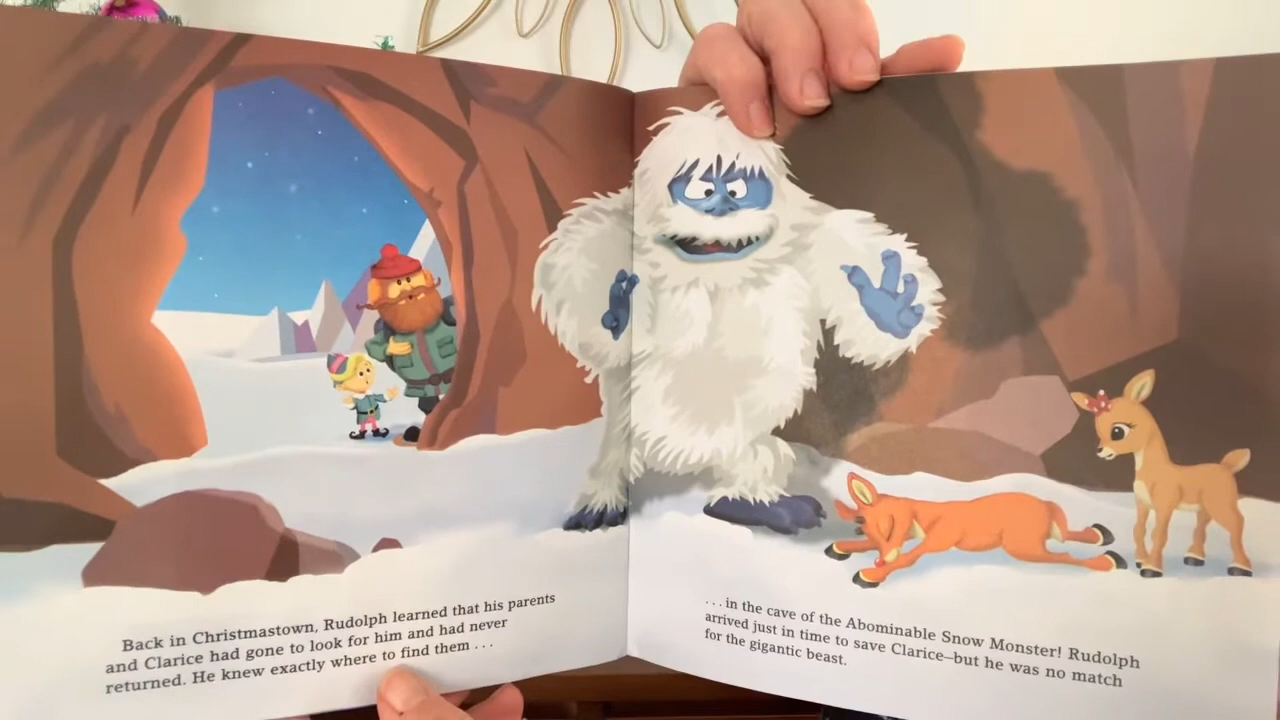 Back in Christmastown, Rudolph learned that his parents
and Clarice had gone to look for him and had never
returned. He knew exactly where to find them . . .
. . . in the cave of the Abominable Snow Monster! Rudolph
arrived just in time to save Clarice—but he was no match
for the gigantic beast.